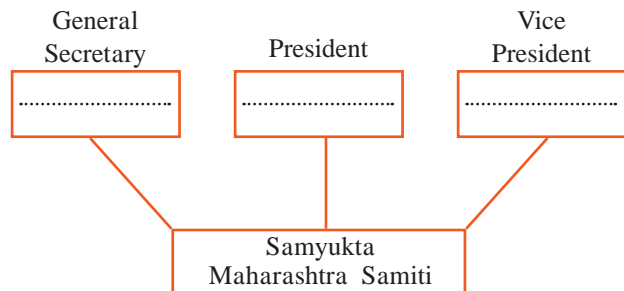 General
Secretary
President
Vice
President
Samyukta
Maharashtra Samiti